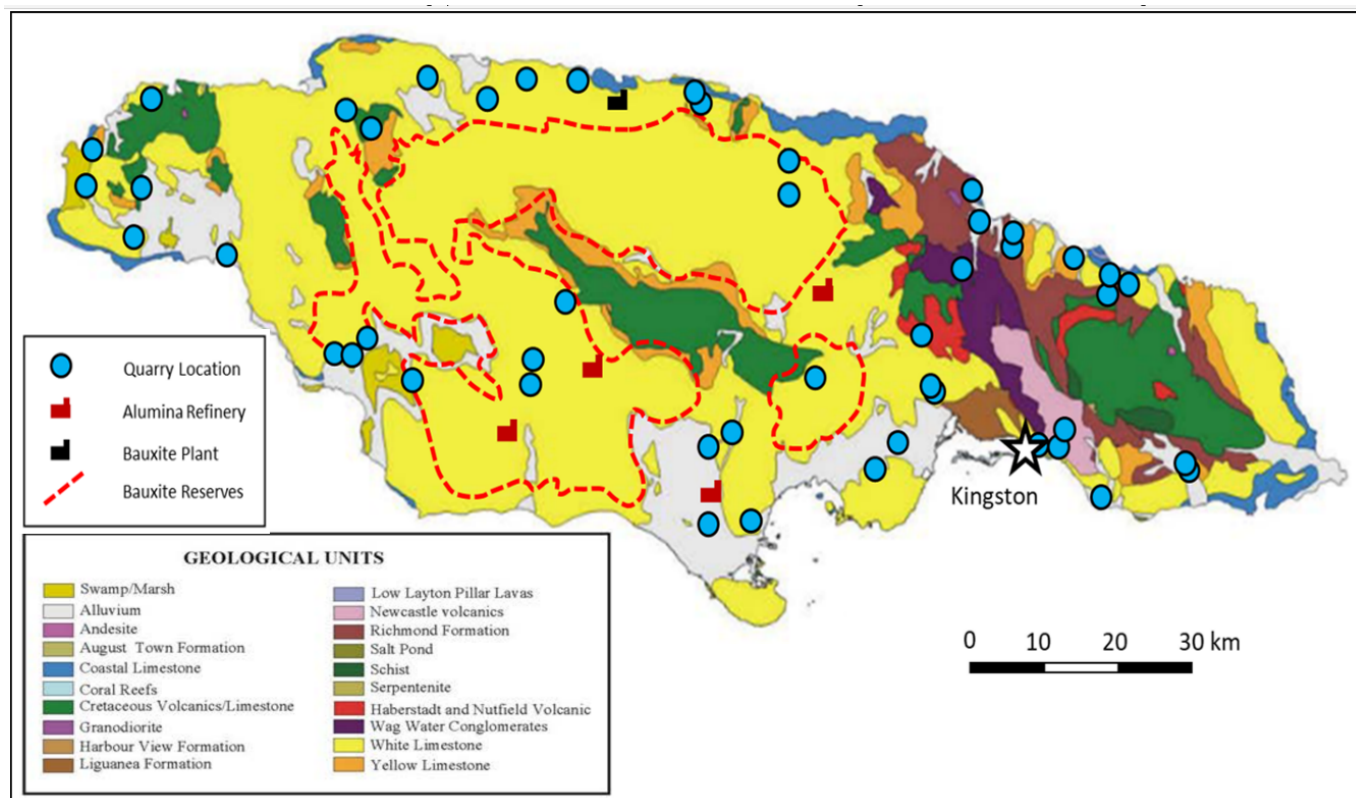 Kingston
0 10 20 30 km
Quarry Location
Alumina Refinery
Bauxite Plant
Bauxite Reserves
GEOLOGICAL UNITS
Swamp/Marsh
Alluvium
Andesite
August Town Formation
Coastal Limestone
Coral Reefs
Cretaceous Volcanics/Limestone
Granodiorite
Harbour View Formation
Liguanea Formation
Low Layton Pillar Lavas
Newcastle volcanics
Richmond Formation
Salt Pond
Schist
Serpentenite
Haberstadt and Nutfield Volcanic
Wag Water Conglomerates
White Limestone
Yellow Limestone